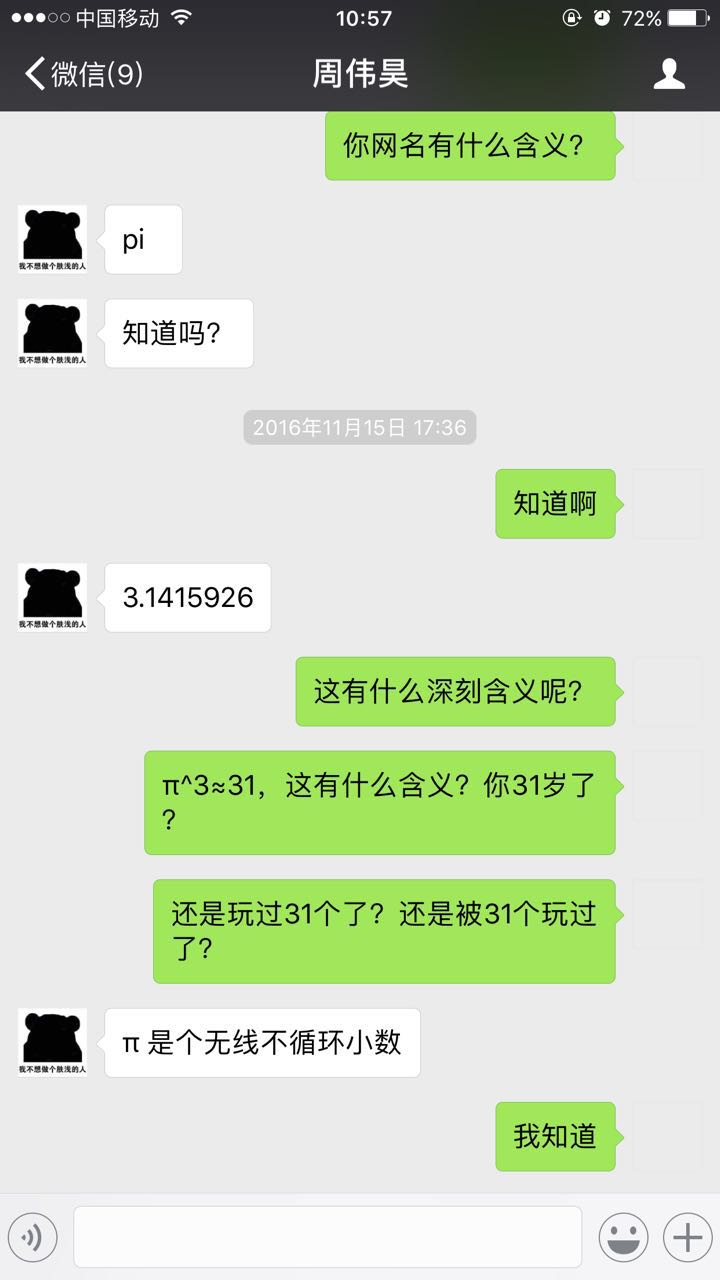 中国移动 10:57 72%
微信(9) 周伟昊
你网名有什么含义?
pi
我不想做个肤浅的人
知道吗?
我不想做个肤浅的人
2016年11月15日 17:36
知道啊
3.1415926
我不想做个肤浅的人
这有什么深刻含义呢?
π^3≈31，这有什么含义? 你31岁了
?
还是玩过31个了? 还是被31个玩过
了?
π 是个无线不循环小数
我不想做个肤浅的人
我知道